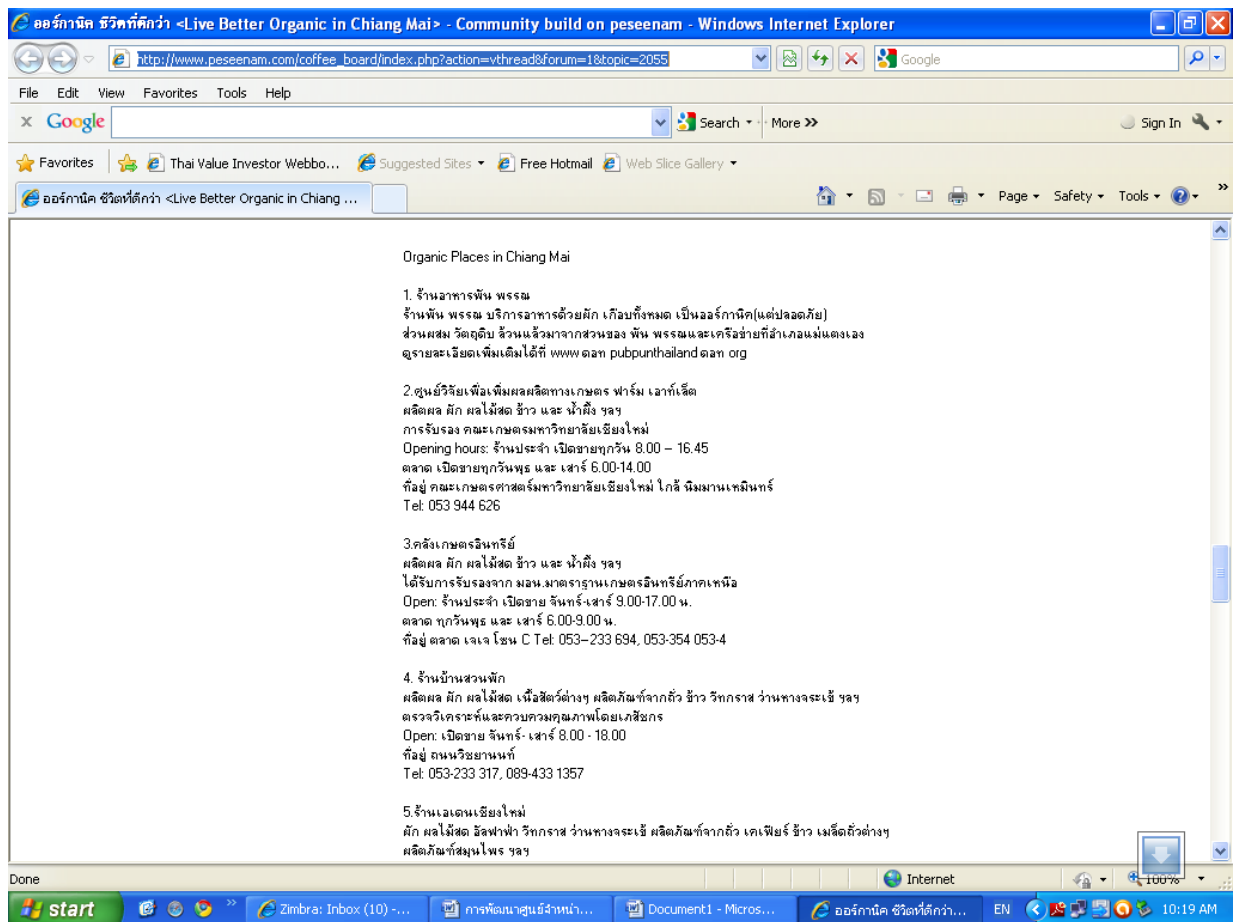 ออร์กานิค ชีวิตที่ดีกว่า <Live Better Organic in Chiang Mai> - Community build on peseenam - Windows Internet Explorer
http://www.peseenam.com/coffee_board/index.php?action=vthread&forum=1&topic=2055
Google
File Edit View Favorites Tools Help
x Google Search More >> Sign In
Favorites Thai Value Investor Webbo... Suggested Sites Free Hotmail Web Slice Gallery
ออร์กานิค ชีวิตที่ดีกว่า <Live Better Organic in Chiang ... Page Safety Tools
Organic Places in Chiang Mai
1. ร้านอาหารพัน พรรณ
ร้านพัน พรรณ บริการอาหารด้วยผัก เกือบทั้งหมด เป็นออร์กานิค(แต่ปลอดภัย)
ส่วนผสม วัตถุดิบ ล้วนแล้วมาจากสวนของ พัน พรรณและเครือข่ายที่อำเภอแม่แตงเอง
ดูรายละเอียดเพิ่มเติมได้ที่ www ดอท pubpunthailand ดอท org
2.ศูนย์วิจัยเพื่อเพิ่มผลผลิตทางเกษตร ฟาร์ม เอาท์เล็ต
ผลิตผล ผัก ผลไม้สด ข้าว และ น้ำผึ้ง ฯลฯ
การรับรอง คณะเกษตรมหาวิทยาลัยเชียงใหม่
Opening hours: ร้านประจำ เปิดขายทุกวัน 8.00 – 16.45
ตลาด เปิดขายทุกวันพุธ และ เสาร์ 6.00-14.00
ที่อยู่ คณะเกษตรศาสตร์มหาวิทยาลัยเชียงใหม่ ใกล้ นิมมานเหมินทร์
Tel: 053 944 626
3.คลังเกษตรอินทรีย์
ผลิตผล ผัก ผลไม้สด ข้าว และ น้ำผึ้ง ฯลฯ
ได้รับการรับรองจาก มอน.มาตราฐานเกษตรอินทรีย์ภาคเหนือ
Open: ร้านประจำ เปิดขาย จันทร์-เสาร์ 9.00-17.00 น.
ตลาด ทุกวันพุธ และ เสาร์ 6.00-9.00 น.
ที่อยู่ ตลาด เจเจ โซน C Tel: 053–233 694, 053-354 053-4
4. ร้านบ้านสวนผัก
ผลิตผล ผัก ผลไม้สด เนื้อสัตว์ต่างๆ ผลิตภัณฑ์จากถั่ว ข้าว วีทกราส ว่านหางจระเข้ ฯลฯ
ตรวจวิเคราะห์และควบควมคุณภาพโดยเภสัชกร
Open: เปิดขาย จันทร์- เสาร์ 8.00 - 18.00
ที่อยู่ ถนนวิชยานนท์
Tel: 053-233 317, 089-433 1357
5.ร้านเอเดนเชียงใหม่
ผัก ผลไม้สด อัลฟาฟ่า วีทกราส ว่านหางจระเข้ ผลิตภัณฑ์จากถั่ว เคเฟียร์ ข้าว เมล็ดถั่วต่างๆ
ผลิตภัณฑ์สมุนไพร ฯลฯ
Done Internet 100%
start Zimbra: Inbox (10) -... การพัฒนาศูนย์จำหน่า... Document1 - Micros... ออร์กานิค ชีวิตที่ดีกว่า... EN 10:19 AM